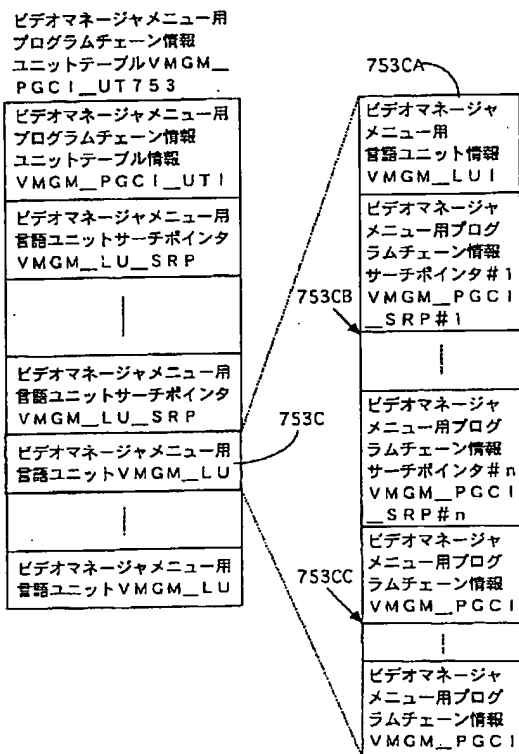 ビデオマネージャメニュー用
プログラムチェーン情報
ユニットテーブルVMGM__
PGCI_UT753
ビデオマネージャメニュー用
プログラムチェーン情報
ユニットテーブル情報
VMGM__PGCI_UTI
ビデオマネージャメニュー用
言語ユニットサーチポインタ
VMGM__LU_SRP
ビデオマネージャメニュー用
言語ユニットサーチポインタ
VMGM__LU_SRP
ビデオマネージャメニュー用
言語ユニットVMGM__LU
ビデオマネージャメニュー用
言語ユニットVMGM__LU
753C
753CA
ビデオマネージャ
メニュー用
言語ユニット情報
VMGM__LUI
ビデオマネージャ
メニュー用プログ
ラムチェーン情報
サーチポインタ#1
VMGM__PGCI
_SRP#1
753CB
ビデオマネージャ
メニュー用プログ
ラムチェーン情報
サーチポインタ#n
VMGM__PGCI
_SRP#n
ビデオマネージャ
メニュー用プログ
ラムチェーン情報
VMGM__PGCI
753CC
ビデオマネージャ
メニュー用プログ
ラムチェーン情報
VMGM__PGCI